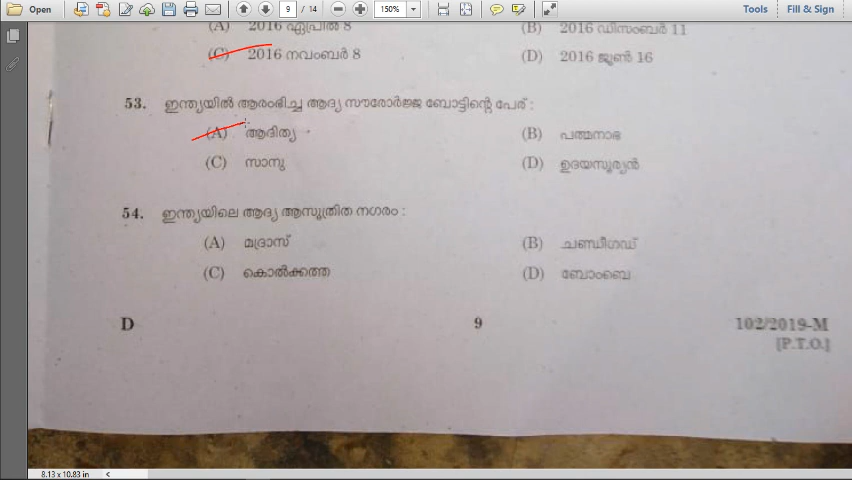 Open
9 / 14
150%
Tools
Fill & Sign
(A) 2016 ഏപ്രിൽ 8 (B) 2016 ഡിസംബർ 11
(C) 2016 നവംബർ 8 (D) 2016 ജൂൺ 16
53. ഇന്ത്യയിൽ ആരംഭിച്ച ആദ്യ സൗരോർജ്ജ ബോട്ടിന്റെ പേര് :
(A) ആദിത്യ (B) പത്മനാഭ
(C) സാനു (D) ഉദയസൂര്യൻ
54. ഇന്ത്യയിലെ ആദ്യ ആസൂത്രിത നഗരം :
(A) മദ്രാസ് (B) ചണ്ഡീഗഡ്
(C) കൊൽക്കത്ത (D) ബോംബെ
D 9 102/2019-M
[P.T.O.]
8.13 x 10.83 in